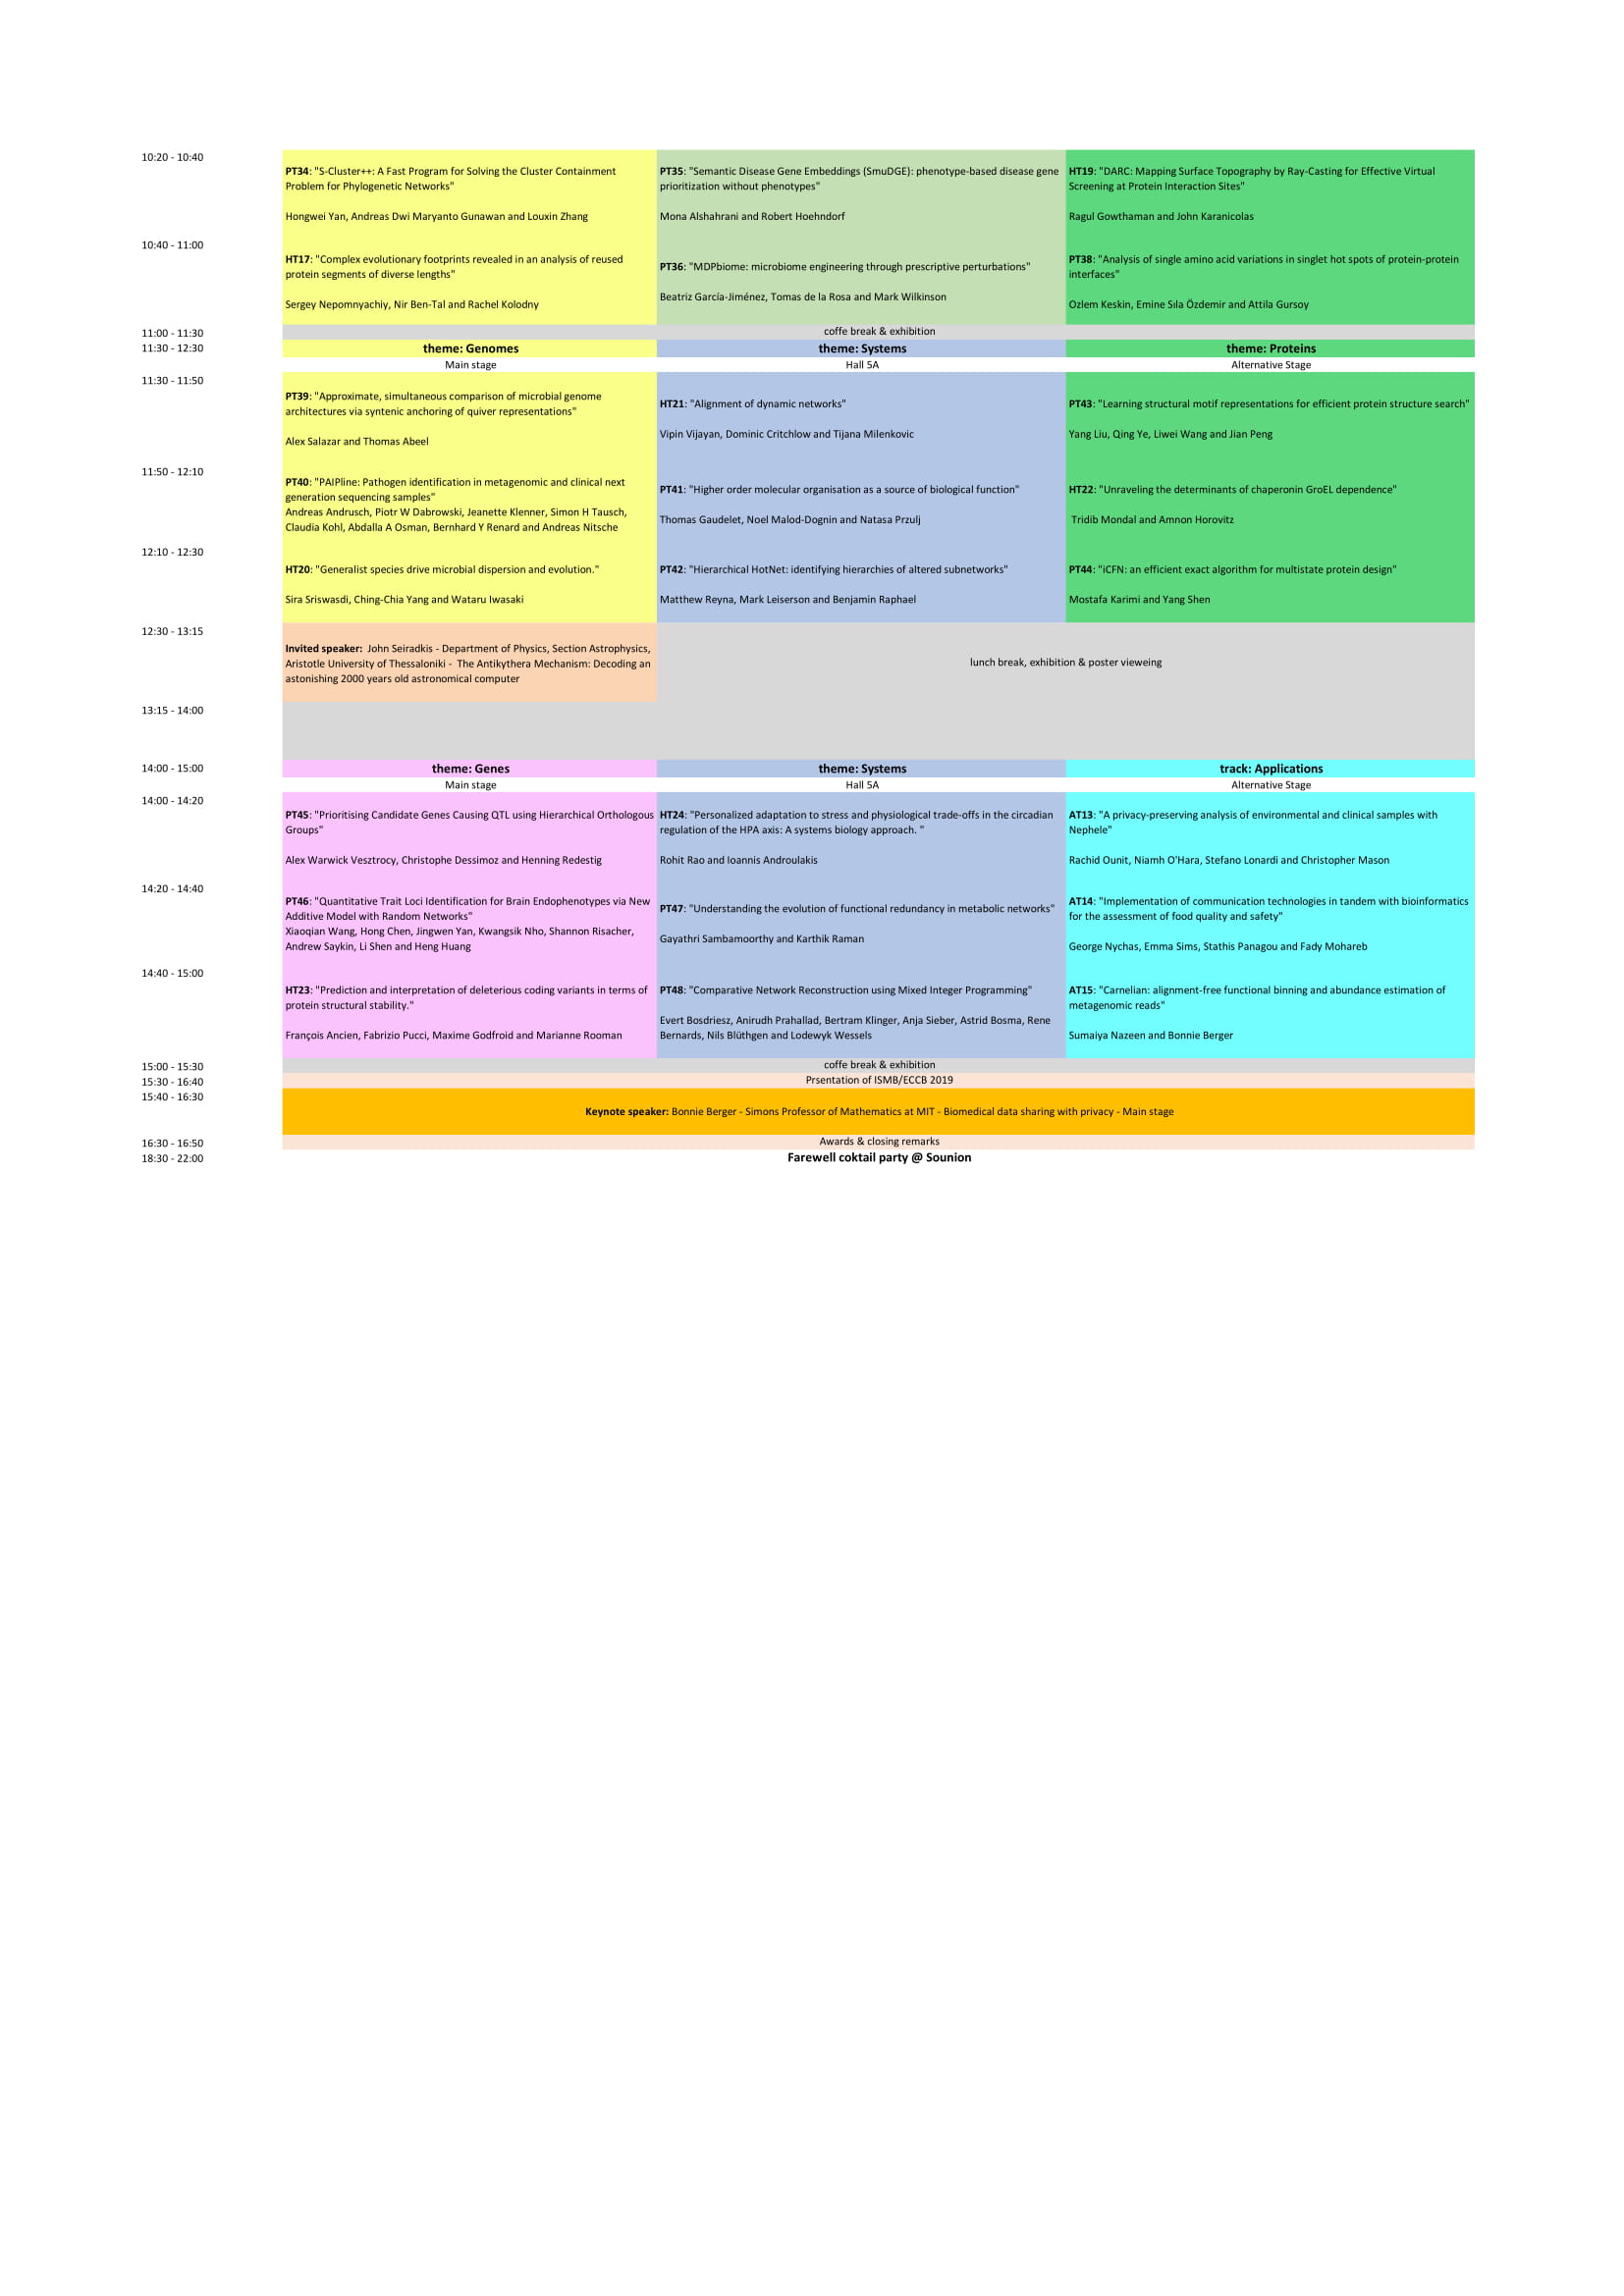 10:20 - 10:40
PT34: "S-Cluster++: A Fast Program for Solving the Cluster Containment
Problem for Phylogenetic Networks"
Hongwei Yan, Andreas Dwi Maryanto Gunawan and Louxin Zhang
PT35: "Semantic Disease Gene Embeddings (SmuDGE): phenotype-based disease gene
prioritization without phenotypes"
Mona Alshahrani and Robert Hoehndorf
HT19: "DARC: Mapping Surface Topography by Ray-Casting for Effective Virtual
Screening at Protein Interaction Sites"
Ragul Gowthaman and John Karanicolas
10:40 - 11:00
HT17: "Complex evolutionary footprints revealed in an analysis of reused
protein segments of diverse lengths"
Sergey Nepomnyachiy, Nir Ben-Tal and Rachel Kolodny
PT36: "MDPbiome: microbiome engineering through prescriptive perturbations"
Beatriz García-Jiménez, Tomas de la Rosa and Mark Wilkinson
PT38: "Analysis of single amino acid variations in singlet hot spots of protein-protein
interfaces"
Ozlem Keskin, Emine Sıla Özdemir and Attila Gursoy
11:00 - 11:30
coffe break & exhibition
11:30 - 12:30
theme: Genomes
theme: Systems
theme: Proteins
Main stage
Hall 5A
Alternative Stage
11:30 - 11:50
PT39: "Approximate, simultaneous comparison of microbial genome
architectures via syntenic anchoring of quiver representations"
Alex Salazar and Thomas Abeel
HT21: "Alignment of dynamic networks"
Vipin Vijayan, Dominic Critchlow and Tijana Milenkovic
PT43: "Learning structural motif representations for efficient protein structure search"
Yang Liu, Qing Ye, Liwei Wang and Jian Peng
11:50 - 12:10
PT40: "PAIPline: Pathogen identification in metagenomic and clinical next
generation sequencing samples"
Andreas Andrusch, Piotr W Dabrowski, Jeanette Klenner, Simon H Tausch,
Claudia Kohl, Abdalla A Osman, Bernhard Y Renard and Andreas Nitsche
PT41: "Higher order molecular organisation as a source of biological function"
Thomas Gaudelet, Noel Malod-Dognin and Natasa Przulj
HT22: "Unraveling the determinants of chaperonin GroEL dependence"
Tridib Mondal and Amnon Horovitz
12:10 - 12:30
HT20: "Generalist species drive microbial dispersion and evolution."
Sira Sriswasdi, Ching-Chia Yang and Wataru Iwasaki
PT42: "Hierarchical HotNet: identifying hierarchies of altered subnetworks"
Matthew Reyna, Mark Leiserson and Benjamin Raphael
PT44: "iCFN: an efficient exact algorithm for multistate protein design"
Mostafa Karimi and Yang Shen
12:30 - 13:15
Invited speaker: John Seiradkis - Department of Physics, Section Astrophysics,
Aristotle University of Thessaloniki - The Antikythera Mechanism: Decoding an
astonishing 2000 years old astronomical computer
lunch break, exhibition & poster vieweing
13:15 - 14:00
14:00 - 15:00
theme: Genes
theme: Systems
track: Applications
Main stage
Hall 5A
Alternative Stage
14:00 - 14:20
PT45: "Prioritising Candidate Genes Causing QTL using Hierarchical Orthologous
Groups"
Alex Warwick Vesztrocy, Christophe Dessimoz and Henning Redestig
HT24: "Personalized adaptation to stress and physiological trade-offs in the circadian
regulation of the HPA axis: A systems biology approach. "
Rohit Rao and Ioannis Androulakis
AT13: "A privacy-preserving analysis of environmental and clinical samples with
Nephele"
Rachid Ounit, Niamh O'Hara, Stefano Lonardi and Christopher Mason
14:20 - 14:40
PT46: "Quantitative Trait Loci Identification for Brain Endophenotypes via New
Additive Model with Random Networks"
Xiaoqian Wang, Hong Chen, Jingwen Yan, Kwangsik Nho, Shannon Risacher,
Andrew Saykin, Li Shen and Heng Huang
PT47: "Understanding the evolution of functional redundancy in metabolic networks"
Gayathri Sambamoorthy and Karthik Raman
AT14: "Implementation of communication technologies in tandem with bioinformatics
for the assessment of food quality and safety"
George Nychas, Emma Sims, Stathis Panagou and Fady Mohareb
14:40 - 15:00
HT23: "Prediction and interpretation of deleterious coding variants in terms of
protein structural stability."
François Ancien, Fabrizio Pucci, Maxime Godfroid and Marianne Rooman
PT48: "Comparative Network Reconstruction using Mixed Integer Programming"
Evert Bosdriesz, Anirudh Prahallad, Bertram Klinger, Anja Sieber, Astrid Bosma, Rene
Bernards, Nils Blüthgen and Lodewyk Wessels
AT15: "Carnelian: alignment-free functional binning and abundance estimation of
metagenomic reads"
Sumaiya Nazeen and Bonnie Berger
15:00 - 15:30
coffe break & exhibition
15:30 - 16:40
Prsentation of ISMB/ECCB 2019
15:40 - 16:30
Keynote speaker: Bonnie Berger - Simons Professor of Mathematics at MIT - Biomedical data sharing with privacy - Main stage
16:30 - 16:50
Awards & closing remarks
18:30 - 22:00
Farewell coktail party @ Sounion